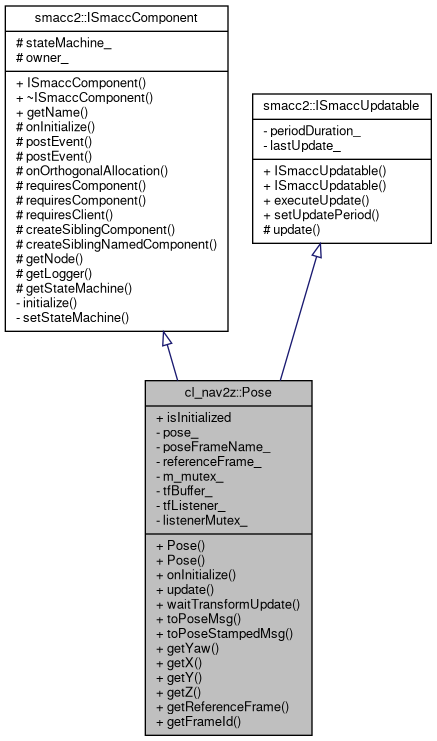 smacc2::ISmaccComponent
# stateMachine_
# owner_
+ ISmaccComponent()
+ ~ISmaccComponent()
+ getName()
# onInitialize()
# postEvent()
# postEvent()
# onOrthogonalAllocation()
# requiresComponent()
# requiresComponent()
# requiresClient()
# createSiblingComponent()
# createSiblingNamedComponent()
# getNode()
# getLogger()
# getStateMachine()
- initialize()
- setStateMachine()
smacc2::ISmaccUpdatable
- periodDuration_
- lastUpdate_
+ ISmaccUpdatable()
+ ISmaccUpdatable()
+ executeUpdate()
+ setUpdatePeriod()
# update()
cl_nav2z::Pose
+ isInitialized
- pose_
- poseFrameName_
- referenceFrame_
- m_mutex_
- tfBuffer_
- tfListener_
- listenerMutex_
+ Pose()
+ Pose()
+ onInitialize()
+ update()
+ waitTransformUpdate()
+ toPoseMsg()
+ toPoseStampedMsg()
+ getYaw()
+ getX()
+ getY()
+ getZ()
+ getReferenceFrame()
+ getFrameId()